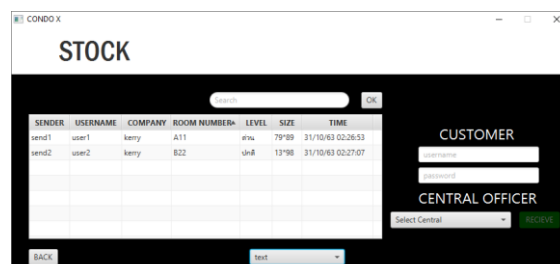 CONDO X
STOCK
Search OK
SENDER USERNAME COMPANY ROOM NUMBER LEVEL SIZE TIME
send1 user1 kerry A11 ด่วน 79*89 31/10/63 02:26:53
send2 user2 kerry B22 ปกติ 13*98 31/10/63 02:27:07
CUSTOMER
username
password
CENTRAL OFFICER
Select Central RECIEVE
BACK text